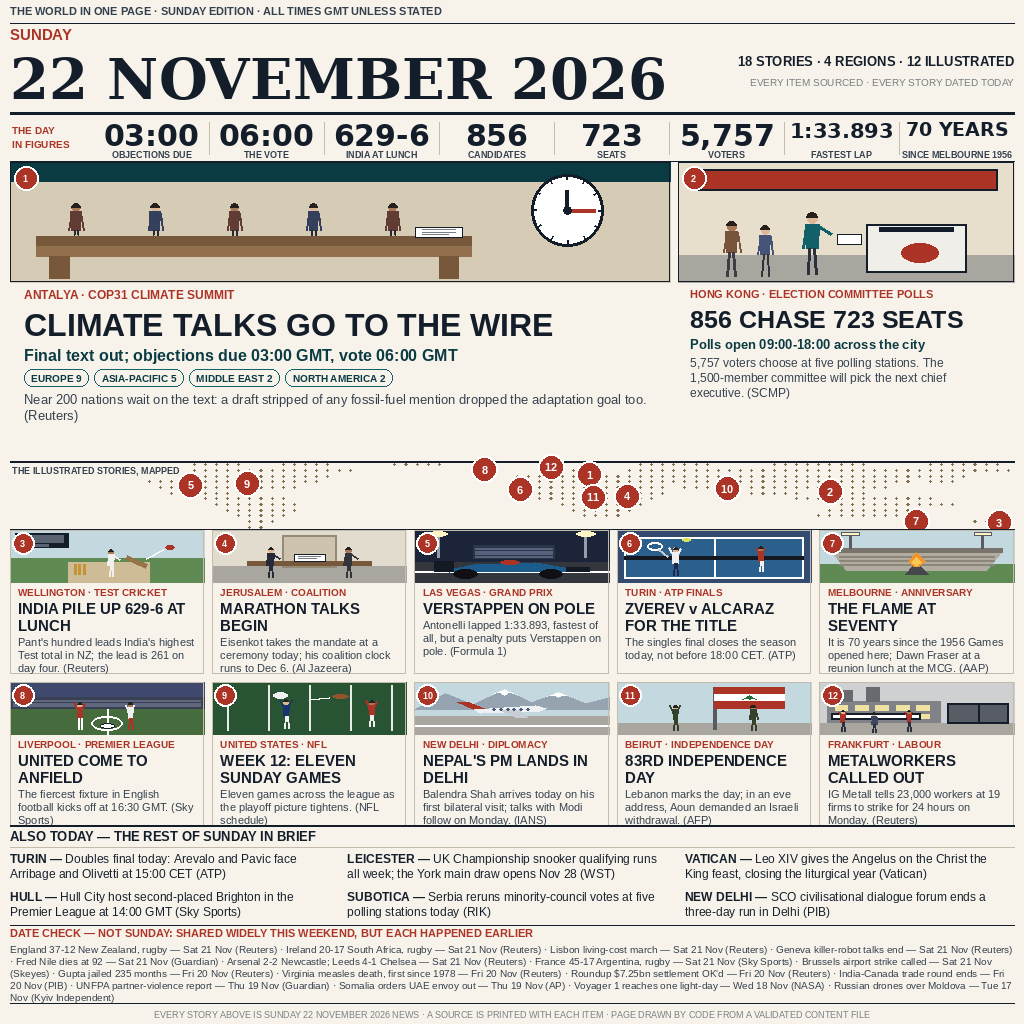 THE WORLD IN ONE PAGE · SUNDAY EDITION · ALL TIMES GMT UNLESS STATED
SUNDAY
22 NOVEMBER 2026
18 STORIES · 4 REGIONS · 12 ILLUSTRATED
EVERY ITEM SOURCED · EVERY STORY DATED TODAY
THE DAY
IN FIGURES
03:00
OBJECTIONS DUE
06:00
THE VOTE
629-6
INDIA AT LUNCH
856
CANDIDATES
723
SEATS
5,757
VOTERS
1:33.893
FASTEST LAP
70 YEARS
SINCE MELBOURNE 1956
1
ANTALYA · COP31 CLIMATE SUMMIT
CLIMATE TALKS GO TO THE WIRE
Final text out; objections due 03:00 GMT, vote 06:00 GMT
EUROPE 9
ASIA-PACIFIC 5
MIDDLE EAST 2
NORTH AMERICA 2
Near 200 nations wait on the text: a draft stripped of any fossil-fuel mention dropped the adaptation goal too.
(Reuters)
2
HONG KONG · ELECTION COMMITTEE POLLS
856 CHASE 723 SEATS
Polls open 09:00-18:00 across the city
5,757 voters choose at five polling stations. The
1,500-member committee will pick the next chief
executive. (SCMP)
THE ILLUSTRATED STORIES, MAPPED
5
9
8
6
12
1
11
4
10
2
7
3
3
WELLINGTON · TEST CRICKET
INDIA PILE UP 629-6 AT
LUNCH
Pant's hundred leads India's highest
Test total in NZ; the lead is 261 on
day four. (Reuters)
4
JERUSALEM · COALITION
MARATHON TALKS
BEGIN
Eisenkot takes the mandate at a
ceremony today; his coalition clock
runs to Dec 6. (Al Jazeera)
5
LAS VEGAS · GRAND PRIX
VERSTAPPEN ON POLE
Antonelli lapped 1:33.893, fastest of
all, but a penalty puts Verstappen on
pole. (Formula 1)
6
TURIN · ATP FINALS
ZVEREV v ALCARAZ
FOR THE TITLE
The singles final closes the season
today, not before 18:00 CET. (ATP)
7
MELBOURNE · ANNIVERSARY
THE FLAME AT
SEVENTY
It is 70 years since the 1956 Games
opened here; Dawn Fraser at a
reunion lunch at the MCG. (AAP)
8
LIVERPOOL · PREMIER LEAGUE
UNITED COME TO
ANFIELD
The fiercest fixture in English
football kicks off at 16:30 GMT. (Sky
Sports)
9
UNITED STATES · NFL
WEEK 12: ELEVEN
SUNDAY GAMES
Eleven games across the league as
the playoff picture tightens. (NFL
schedule)
10
NEW DELHI · DIPLOMACY
NEPAL'S PM LANDS IN
DELHI
Balendra Shah arrives today on his
first bilateral visit; talks with Modi
follow on Monday. (IANS)
11
BEIRUT · INDEPENDENCE DAY
83RD INDEPENDENCE
DAY
Lebanon marks the day; in an eve
address, Aoun demanded an Israeli
withdrawal. (AFP)
12
FRANKFURT · LABOUR
METALWORKERS
CALLED OUT
IG Metall tells 23,000 workers at 19
firms to strike for 24 hours on
Monday. (Reuters)
ALSO TODAY — THE REST OF SUNDAY IN BRIEF
TURIN — Doubles final today: Arevalo and Pavic face
Arribage and Olivetti at 15:00 CET (ATP)
LEICESTER — UK Championship snooker qualifying runs
all week; the York main draw opens Nov 28 (WST)
VATICAN — Leo XIV gives the Angelus on the Christ the
King feast, closing the liturgical year (Vatican)
HULL — Hull City host second-placed Brighton in the
Premier League at 14:00 GMT (Sky Sports)
SUBOTICA — Serbia reruns minority-council votes at five
polling stations today (RIK)
NEW DELHI — SCO civilisational dialogue forum ends a
three-day run in Delhi (PIB)
DATE CHECK — NOT SUNDAY: SHARED WIDELY THIS WEEKEND, BUT EACH HAPPENED EARLIER
England 37-12 New Zealand, rugby — Sat 21 Nov (Reuters) · Ireland 20-17 South Africa, rugby — Sat 21 Nov (Reuters) · Lisbon living-cost march — Sat 21 Nov (Reuters) · Geneva killer-robot talks end — Sat 21 Nov (Reuters)
· Fred Nile dies at 92 — Sat 21 Nov (Guardian) · Arsenal 2-2 Newcastle; Leeds 4-1 Chelsea — Sat 21 Nov (Reuters) · France 45-17 Argentina, rugby — Sat 21 Nov (Sky Sports) · Brussels airport strike called — Sat 21 Nov
(Skeyes) · Gupta jailed 235 months — Fri 20 Nov (Reuters) · Virginia measles death, first since 1978 — Fri 20 Nov (Reuters) · Roundup $7.25bn settlement OK'd — Fri 20 Nov (Reuters) · India-Canada trade round ends — Fri
20 Nov (PIB) · UNFPA partner-violence report — Thu 19 Nov (Guardian) · Somalia orders UAE envoy out — Thu 19 Nov (AP) · Voyager 1 reaches one light-day — Wed 18 Nov (NASA) · Russian drones over Moldova — Tue 17
Nov (Kyiv Independent)
EVERY STORY ABOVE IS SUNDAY 22 NOVEMBER 2026 NEWS · A SOURCE IS PRINTED WITH EACH ITEM · PAGE DRAWN BY CODE FROM A VALIDATED CONTENT FILE